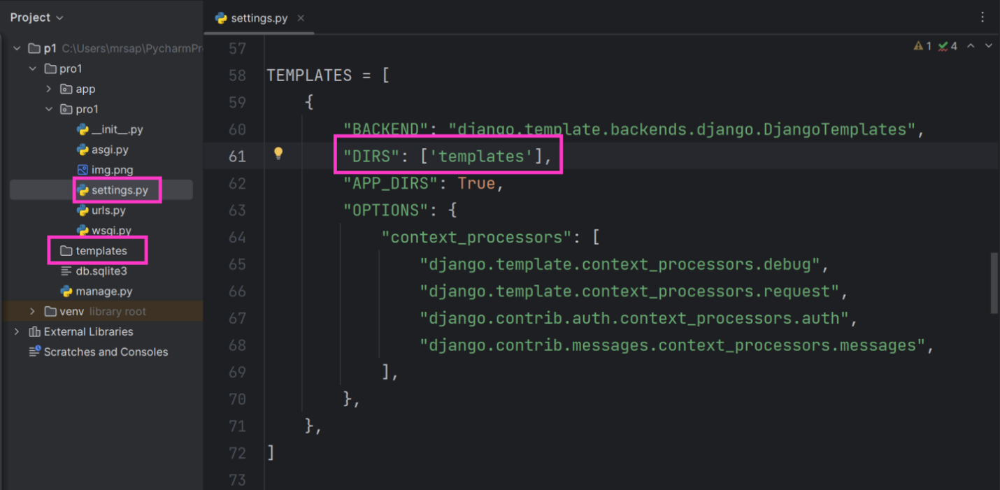 Project
p1 C:\Users\mrsap\PycharmPr
pro1
app
pro1
__init__.py
asgi.py
img.png
settings.py
urls.py
wsgi.py
templates
db.sqlite3
manage.py
venv library root
External Libraries
Scratches and Consoles
settings.py
1 4
57
58 TEMPLATES = [
59 {
60 "BACKEND": "django.template.backends.django.DjangoTemplates",
61 "DIRS": ['templates'],
62 "APP_DIRS": True,
63 "OPTIONS": {
64 "context_processors": [
65 "django.template.context_processors.debug",
66 "django.template.context_processors.request",
67 "django.contrib.auth.context_processors.auth",
68 "django.contrib.messages.context_processors.messages",
69 ],
70 },
71 },
72 ]
73